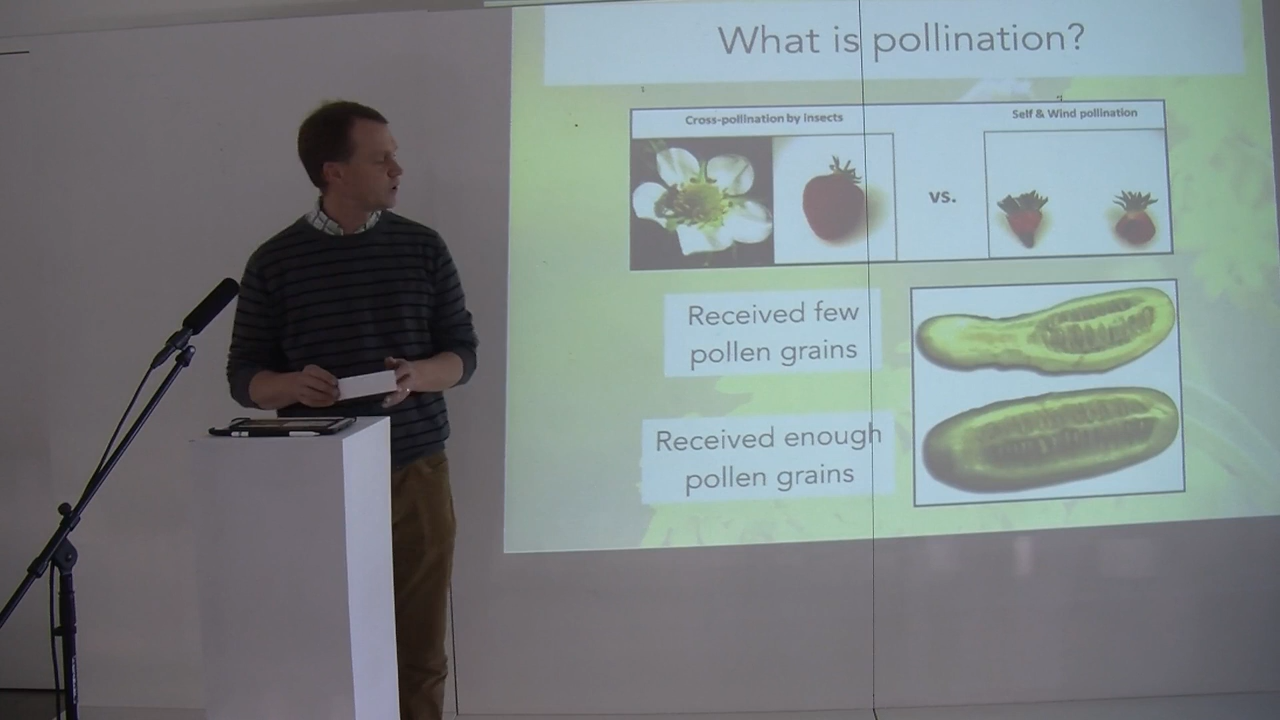 What is pollination?
Cross-pollination by insects
Self & Wind pollination
vs.
Received few
pollen grains
Received enough
pollen grains